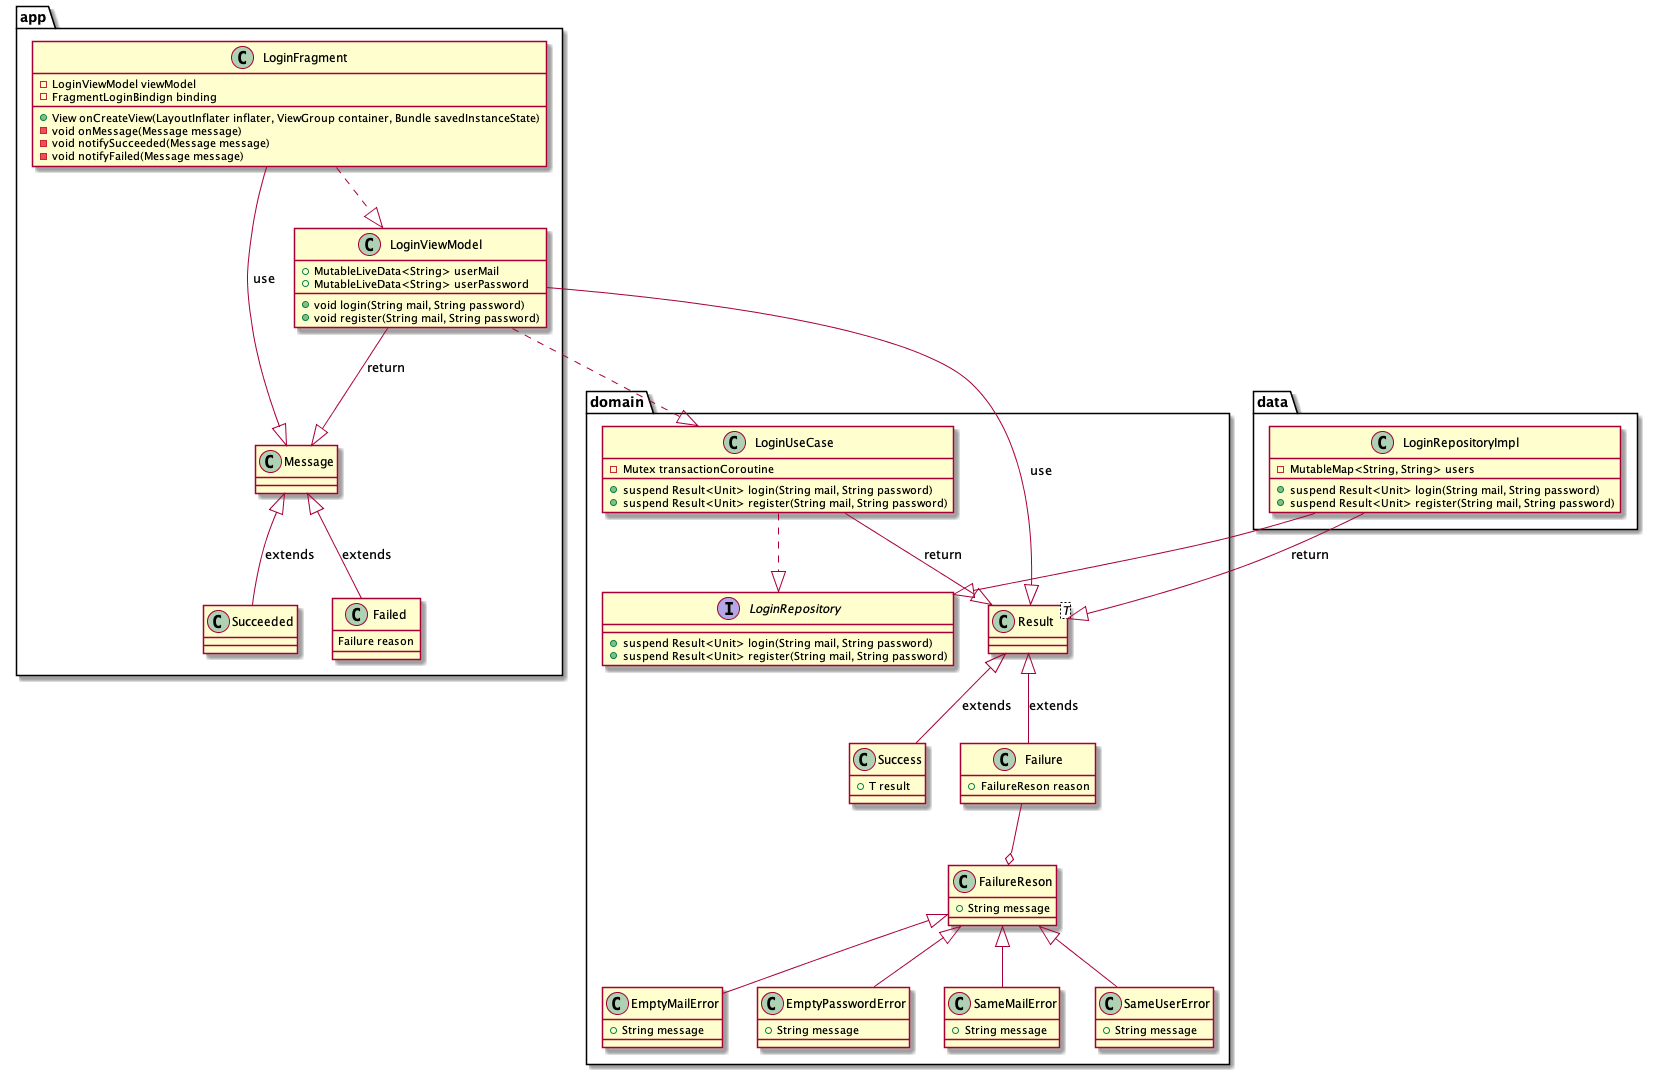 app
C LoginFragment
LoginViewModel viewModel
FragmentLoginBindign binding
View onCreateView(LayoutInflater inflater, ViewGroup container, Bundle savedInstanceState)
void onMessage(Message message)
void notifySucceeded(Message message)
void notifyFailed(Message message)
C LoginViewModel
MutableLiveData<String> userMail
MutableLiveData<String> userPassword
void login(String mail, String password)
void register(String mail, String password)
use
return
C Message
extends
extends
C Succeeded
C Failed
Failure reason
domain
C LoginUseCase
Mutex transactionCoroutine
suspend Result<Unit> login(String mail, String password)
suspend Result<Unit> register(String mail, String password)
use
return
I LoginRepository
suspend Result<Unit> login(String mail, String password)
suspend Result<Unit> register(String mail, String password)
C Result T
extends
extends
C Success
T result
C Failure
FailureReson reason
C FailureReson
String message
C EmptyMailError
String message
C EmptyPasswordError
String message
C SameMailError
String message
C SameUserError
String message
data
C LoginRepositoryImpl
MutableMap<String, String> users
suspend Result<Unit> login(String mail, String password)
suspend Result<Unit> register(String mail, String password)
return